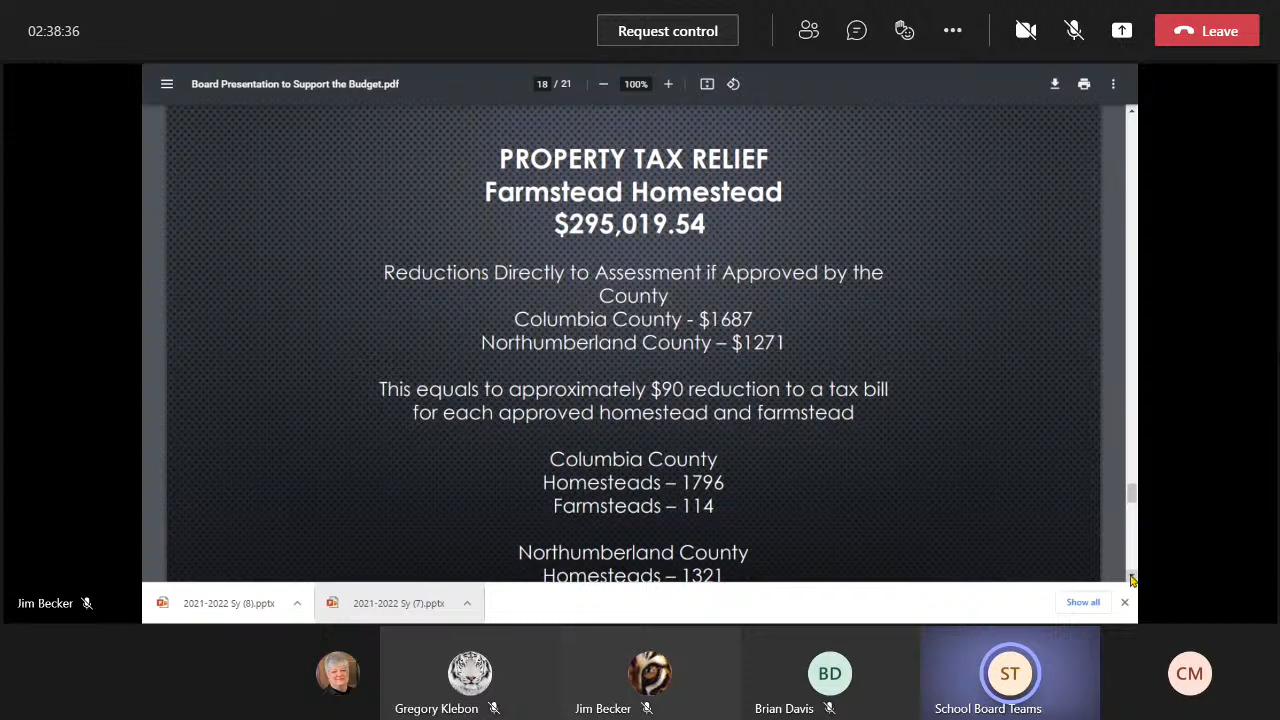 02:38:36
Request control
Leave
Board Presentation to Support the Budget.pdf
18 / 21
100%
PROPERTY TAX RELIEF
Farmstead Homestead
$295,019.54
Reductions Directly to Assessment if Approved by the
County
Columbia County - $1687
Northumberland County – $1271
This equals to approximately $90 reduction to a tax bill
for each approved homestead and farmstead
Columbia County
Homesteads – 1796
Farmsteads – 114
Northumberland County
Homesteads – 1321
Jim Becker
2021-2022 Sy (8).pptx
2021-2022 Sy (7).pptx
Show all
BD
ST
CM
Gregory Klebon
Jim Becker
Brian Davis
School Board Teams